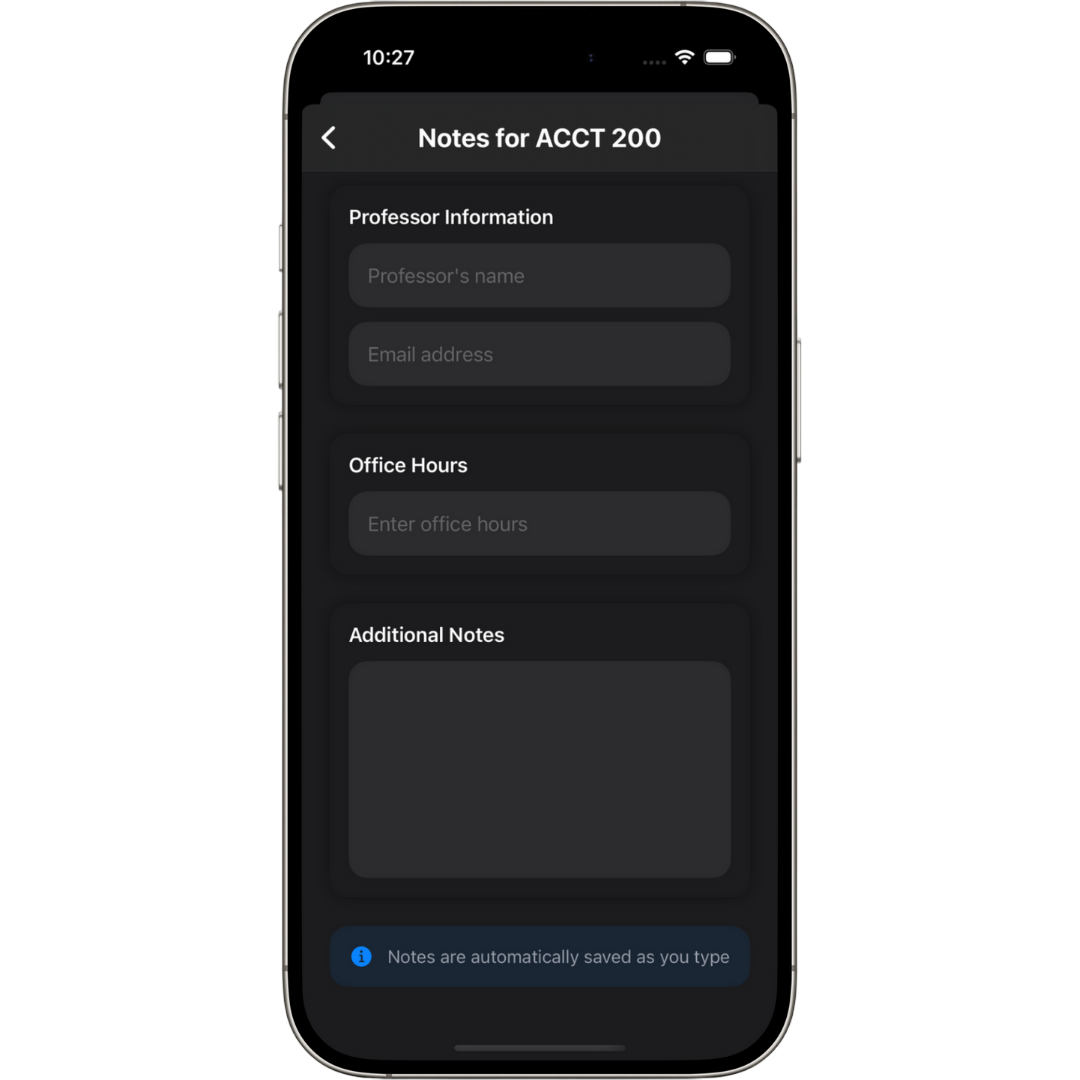 10:27
Notes for ACCT 200
Professor Information
Professor's name
Email address
Office Hours
Enter office hours
Additional Notes
Notes are automatically saved as you type